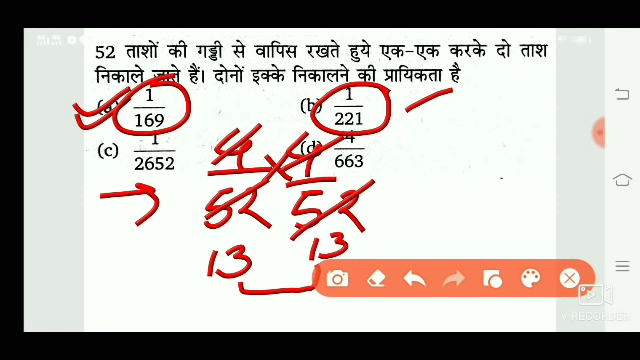 52 ताशों की गड्डी से वापिस रखते हुये एक-एक करके दो ताश
निकाले जाते हैं। दोनों इक्के निकालने की प्रायिकता है
(a) 1/169 (b) 1/221
(c) 1/2652 (d) 4/663
4/52 × 4/52
13 13
V RECORDER